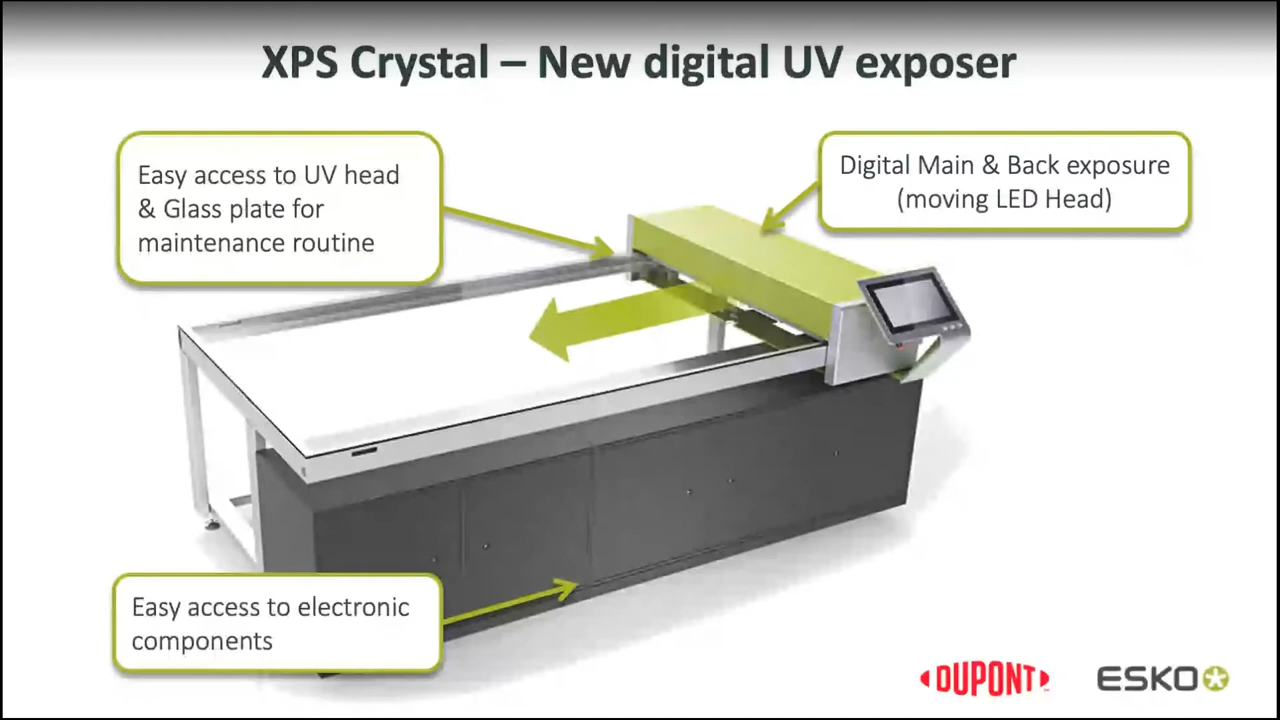 XPS Crystal – New digital UV exposer
Easy access to UV head
& Glass plate for
maintenance routine
Digital Main & Back exposure
(moving LED Head)
Easy access to electronic
components
DUPONT
ESKO